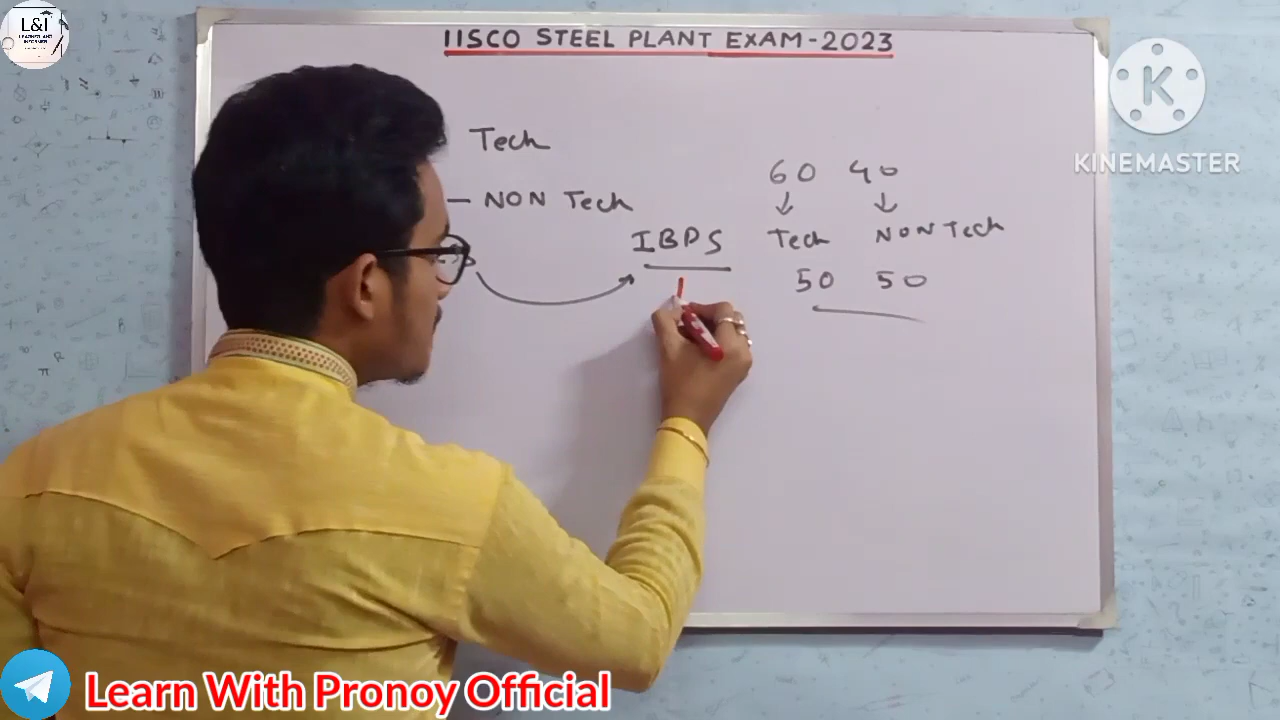 L&I
IISCO STEEL PLANT EXAM-2023
KINEMASTER
Tech
60 40
— NON Tech
IBPS
Tech NON Tech
50 50
Learn With Pronoy Official